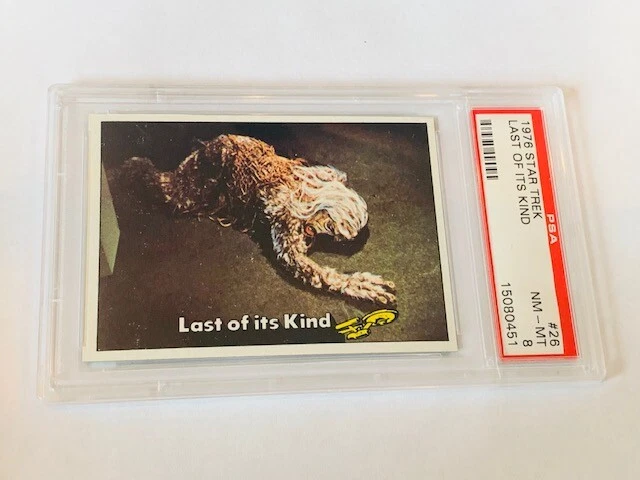 Last of its Kind
1976 STAR TREK #26
LAST OF ITS KIND NM-MT 8
PSA 15080451